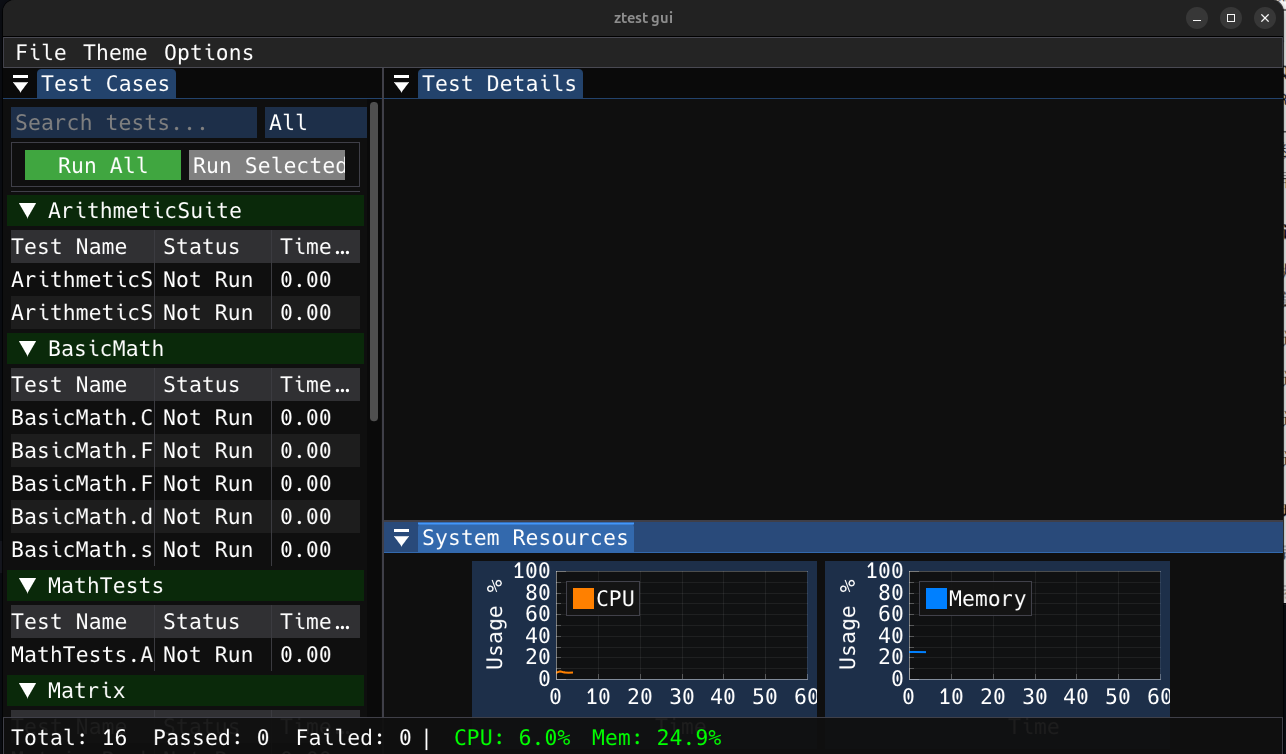 ztest gui
File Theme Options
Test Cases
Search tests... All
Run All Run Selected
ArithmeticSuite
Test Name Status Time…
ArithmeticS Not Run 0.00
ArithmeticS Not Run 0.00
BasicMath
Test Name Status Time…
BasicMath.C Not Run 0.00
BasicMath.F Not Run 0.00
BasicMath.F Not Run 0.00
BasicMath.d Not Run 0.00
BasicMath.s Not Run 0.00
MathTests
Test Name Status Time…
MathTests.A Not Run 0.00
Matrix
Test Name Status Time…
Test Details
System Resources
Usage %
100
80
60
40
20
0
CPU
0 10 20 30 40 50 60
Time
Usage %
100
80
60
40
20
0
Memory
0 10 20 30 40 50 60
Time
Total: 16 Passed: 0 Failed: 0 | CPU: 6.0% Mem: 24.9%